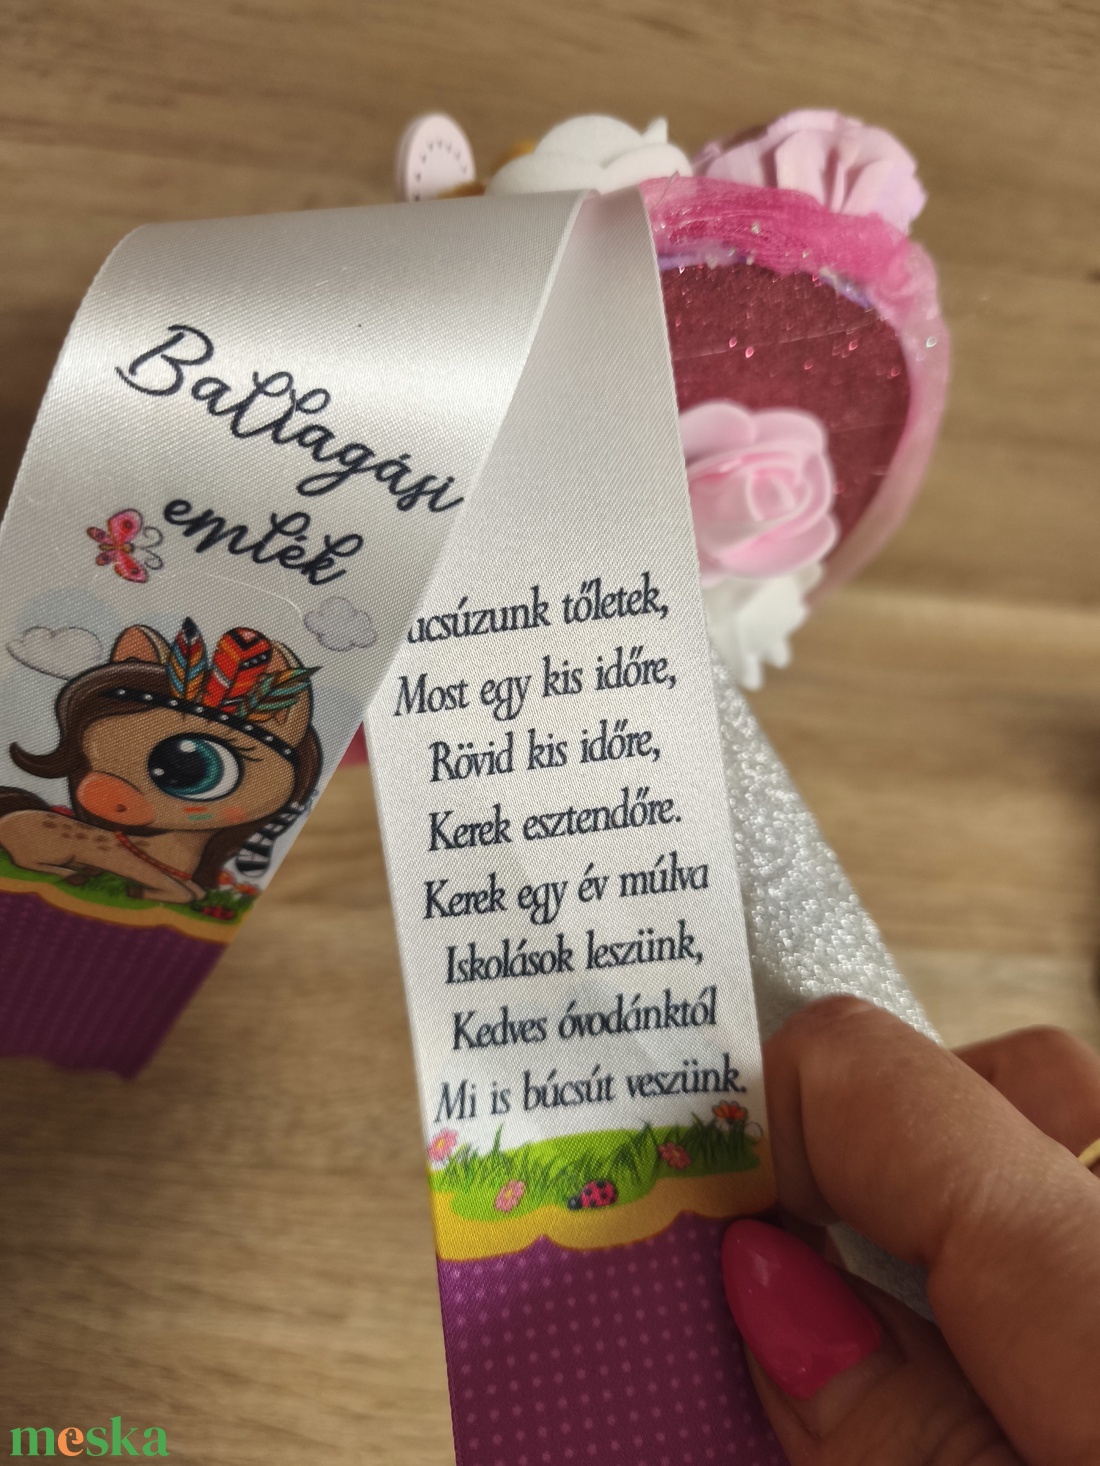 Ballagási
emlék
acsúzunk tőletek,
Most egy kis időre,
Rövid kis időre,
Kerek esztendőre.
Kerek egy év múlva
Iskolások leszünk,
Kedves óvodánktól
Mi is búcsút veszünk.
meska